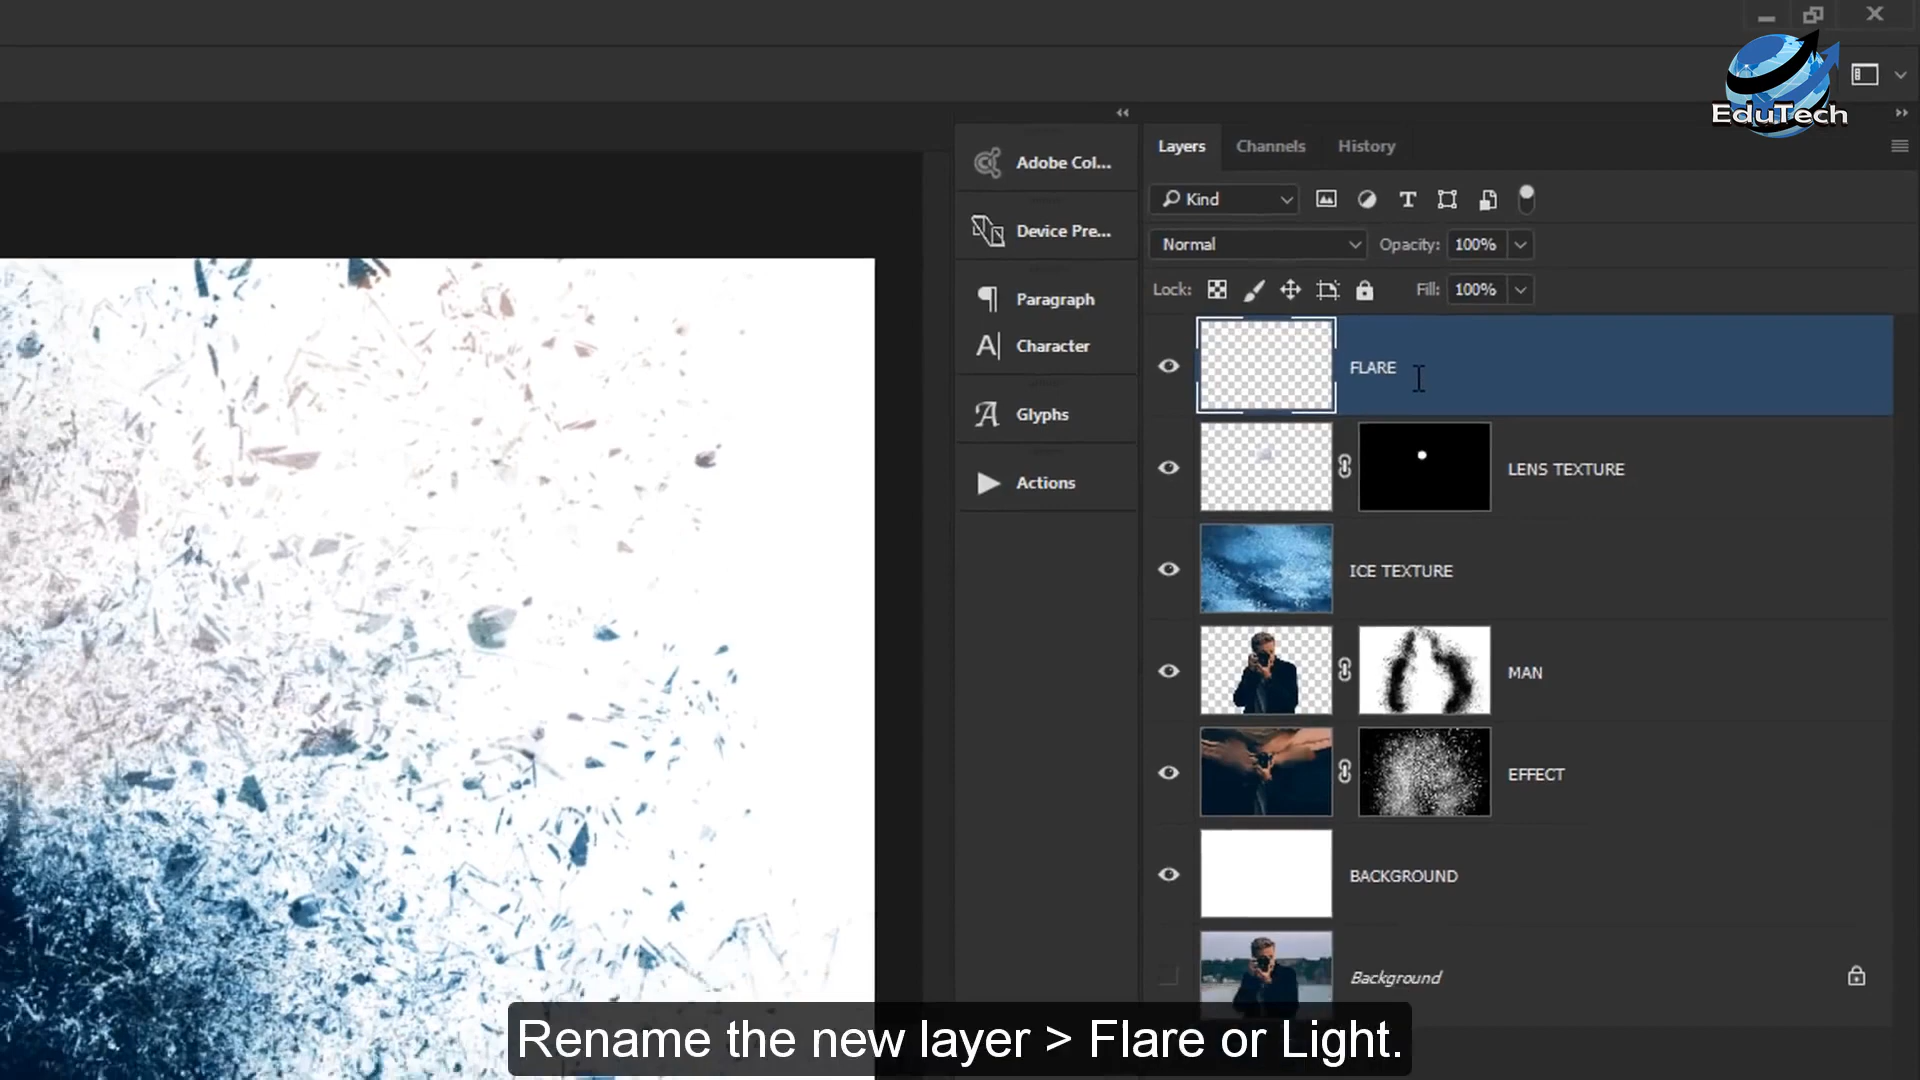 EduTech
Adobe Col...
Device Pre...
Paragraph
Character
Glyphs
Actions
Layers Channels History
Kind
Normal Opacity: 100%
Lock: Fill: 100%
FLARE
LENS TEXTURE
ICE TEXTURE
MAN
EFFECT
BACKGROUND
Background
Rename the new layer > Flare or Light.